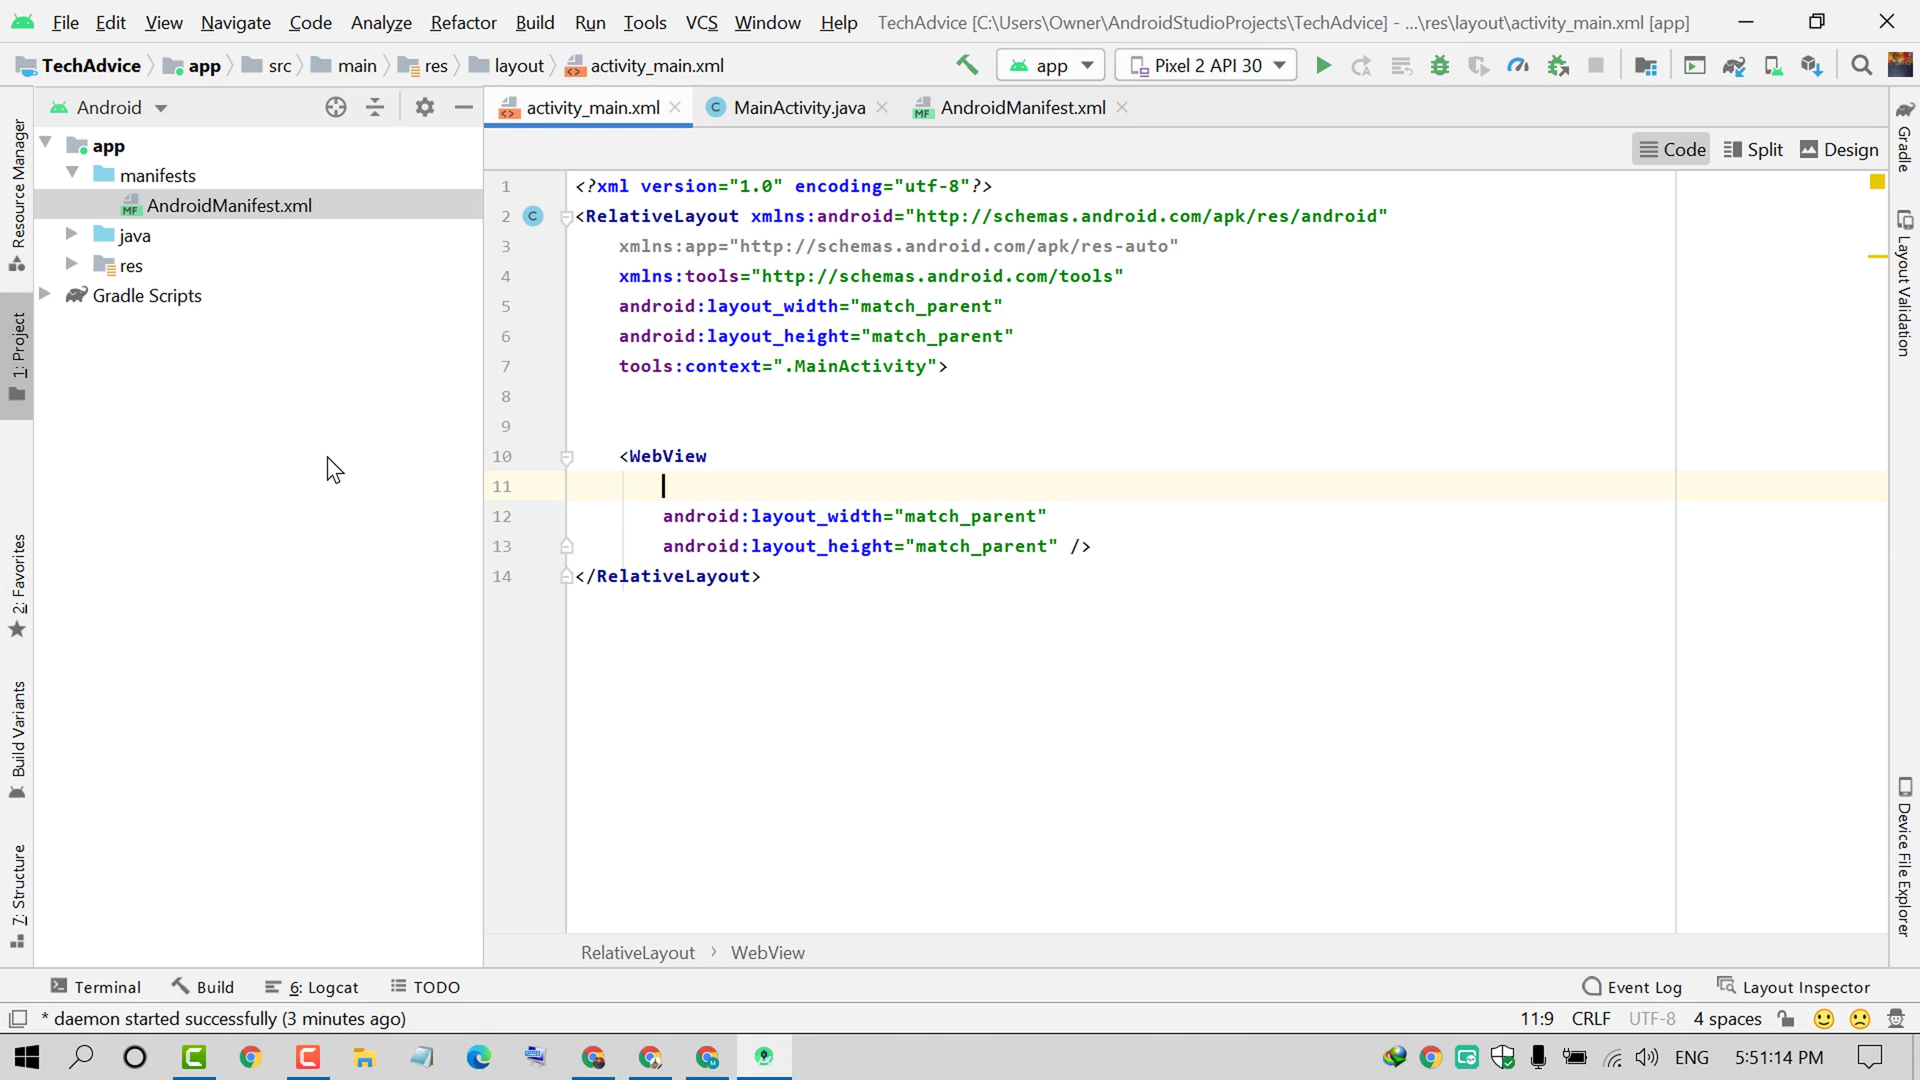 File Edit View Navigate Code Analyze Refactor Build Run Tools VCS Window Help TechAdvice [C:\Users\Owner\AndroidStudioProjects\TechAdvice] - ...\res\layout\activity_main.xml [app]
TechAdvice app src main res layout activity_main.xml app Pixel 2 API 30
Android
activity_main.xml MainActivity.java AndroidManifest.xml
Code Split Design
app
manifests
AndroidManifest.xml
java
res
Gradle Scripts
Resource Manager
1: Project
2: Favorites
Build Variants
7: Structure
1 <?xml version="1.0" encoding="utf-8"?>
2 <RelativeLayout xmlns:android="http://schemas.android.com/apk/res/android"
3 xmlns:app="http://schemas.android.com/apk/res-auto"
4 xmlns:tools="http://schemas.android.com/tools"
5 android:layout_width="match_parent"
6 android:layout_height="match_parent"
7 tools:context=".MainActivity">
8
9
10 <WebView
11
12 android:layout_width="match_parent"
13 android:layout_height="match_parent" />
14 </RelativeLayout>
Gradle
Layout Validation
Device File Explorer
RelativeLayout › WebView
Terminal Build 6: Logcat TODO Event Log Layout Inspector
* daemon started successfully (3 minutes ago) 11:9 CRLF UTF-8 4 spaces
ENG 5:51:14 PM